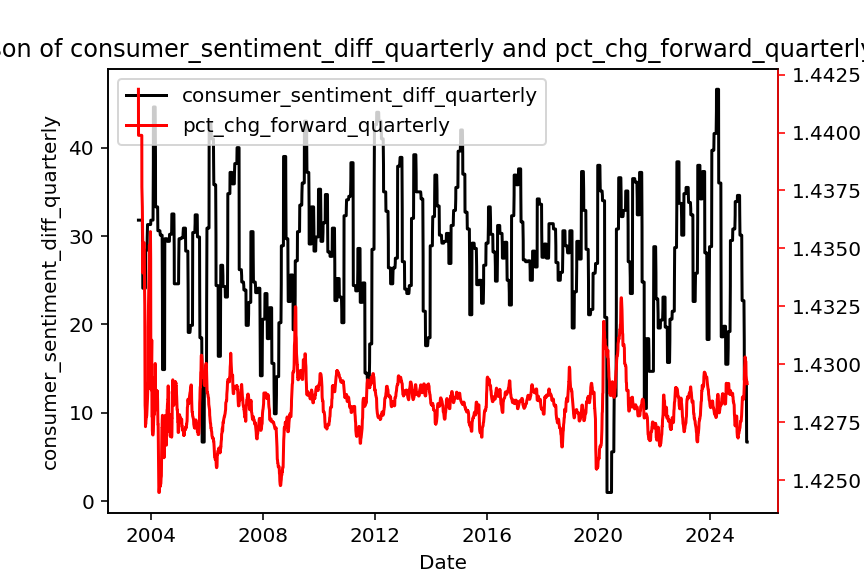 son of consumer_sentiment_diff_quarterly and pct_chg_forward_quarterly
consumer_sentiment_diff_quarterly
pct_chg_forward_quarterly
consumer_sentiment_diff_quarterly
40
30
20
10
0
1.4425
1.4400
1.4375
1.4350
1.4325
1.4300
1.4275
1.4250
2004 2008 2012 2016 2020 2024
Date